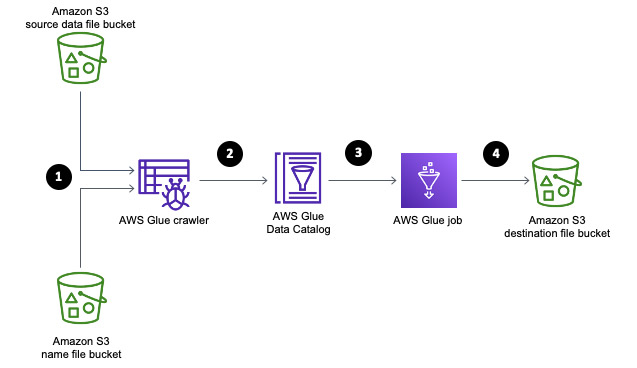 Amazon S3
source data file bucket
1
2
3
4
AWS Glue crawler
AWS Glue
Data Catalog
AWS Glue job
Amazon S3
destination file bucket
Amazon S3
name file bucket